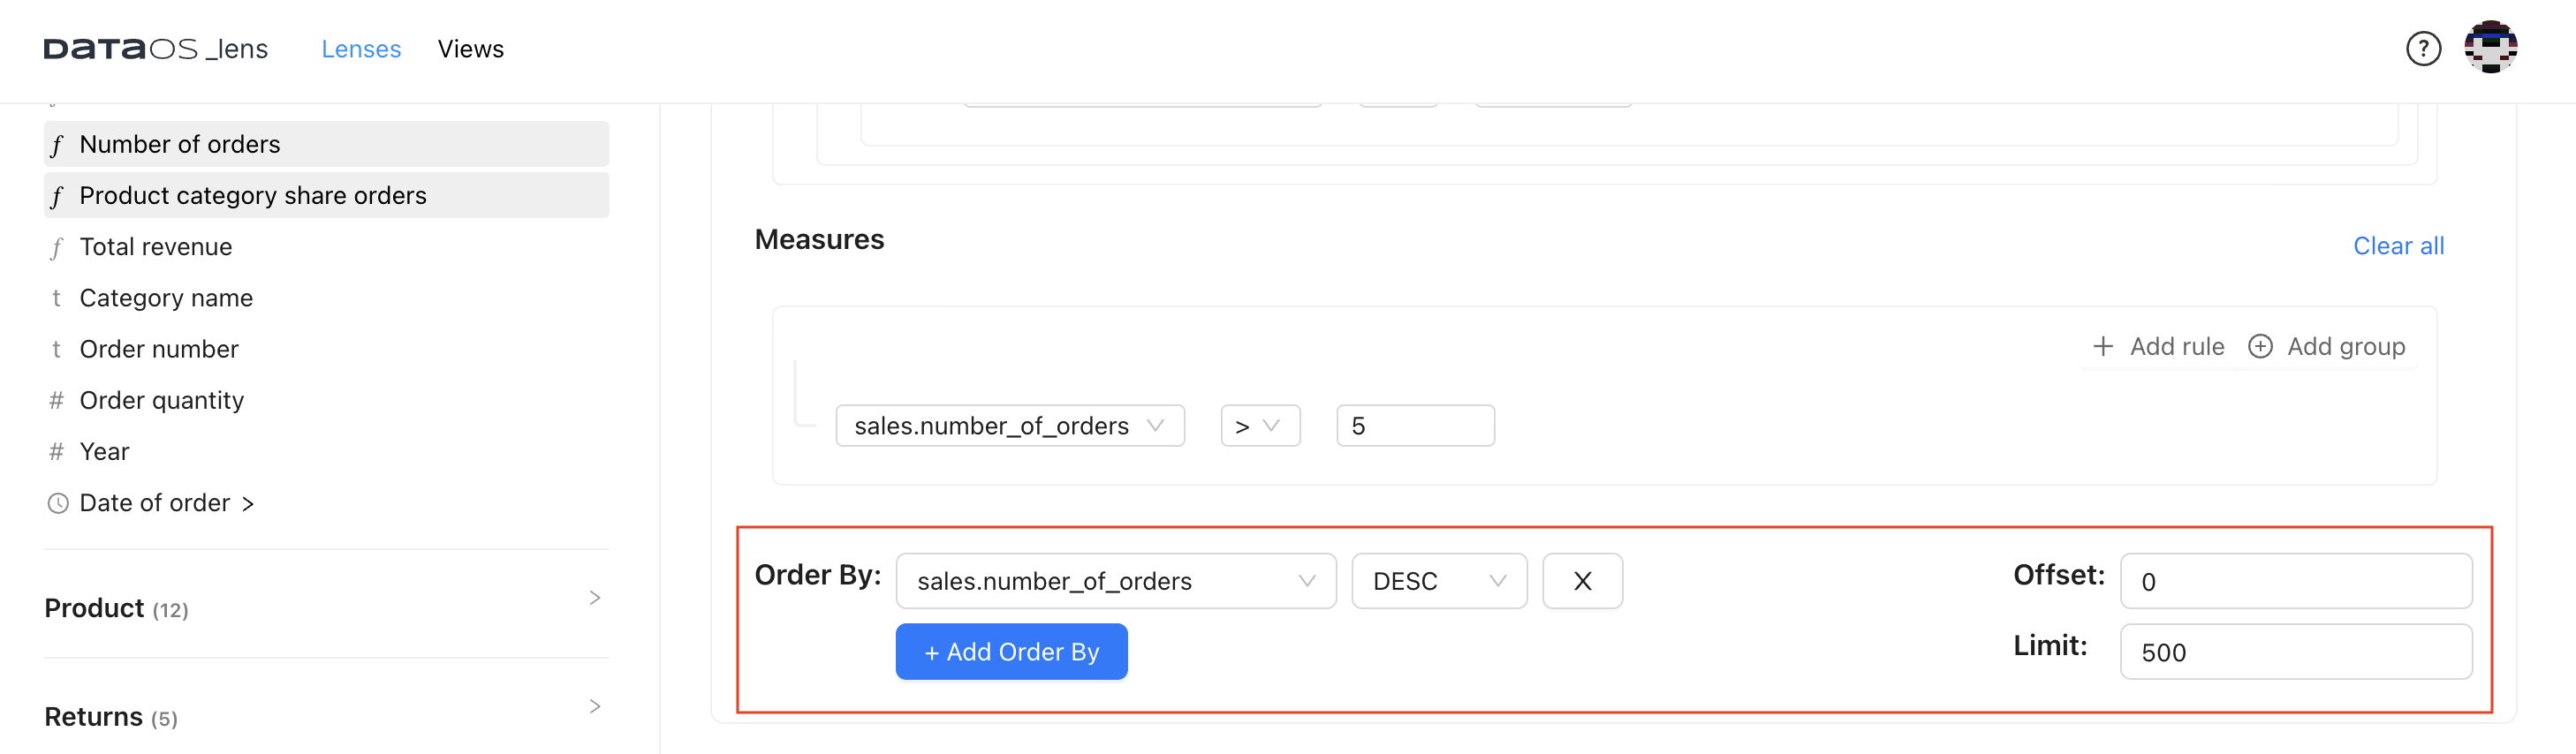 DATAOS _lens Lenses Views ?
f Number of orders
f Product category share orders
f Total revenue
t Category name
t Order number
# Order quantity
# Year
Date of order >
Product (12) >
Returns (5) >
Measures Clear all
+ Add rule + Add group
sales.number_of_orders > 5
Order By: sales.number_of_orders DESC X Offset: 0
+ Add Order By Limit: 500